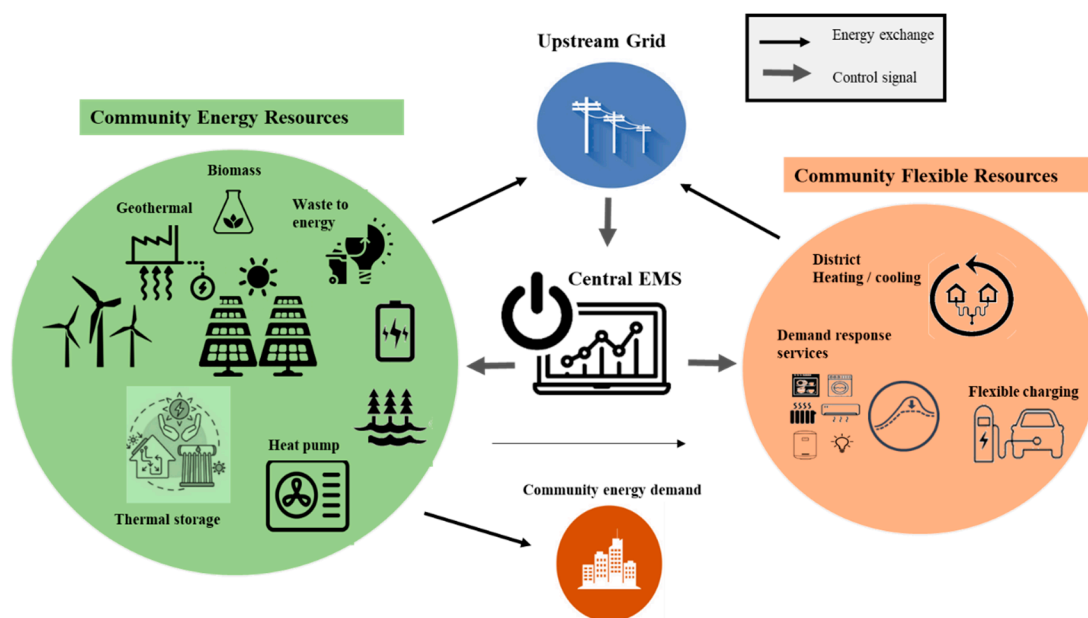 Upstream Grid
Energy exchange
Control signal
Community Energy Resources
Biomass
Geothermal
Waste to
energy
Community Flexible Resources
District
Heating / cooling
Central EMS
Demand response
services
Flexible charging
Heat pump
Thermal storage
Community energy demand